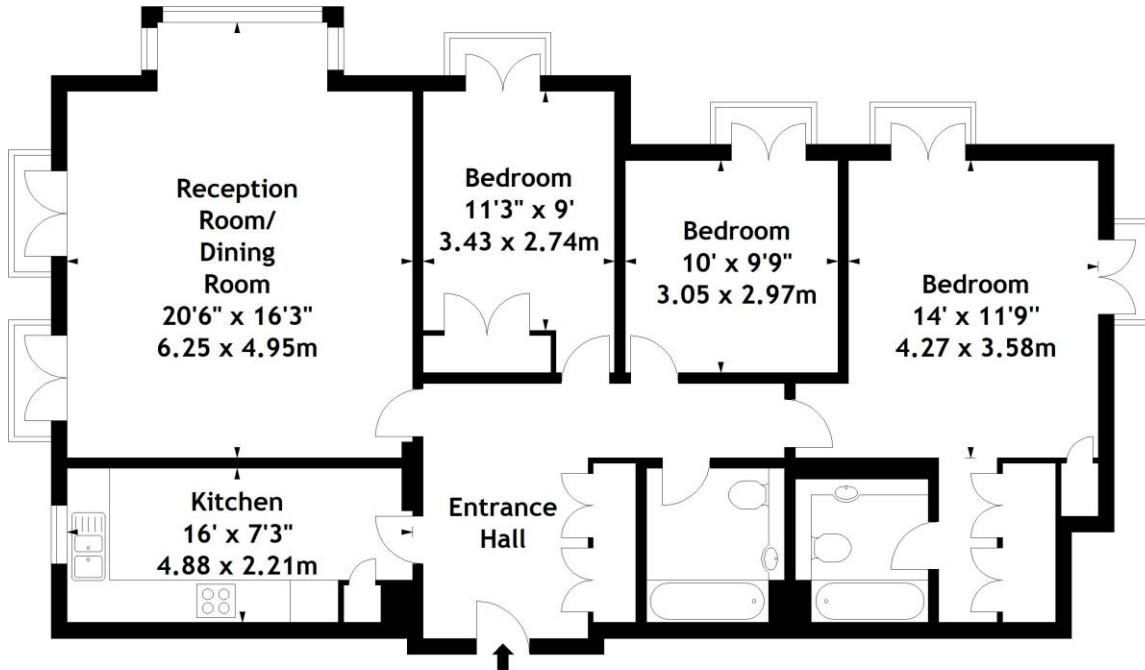 Reception
Room/
Dining
Room
20'6" x 16'3"
6.25 x 4.95m
Bedroom
11'3" x 9'
3.43 x 2.74m
Bedroom
10' x 9'9"
3.05 x 2.97m
Bedroom
14' x 11'9"
4.27 x 3.58m
Kitchen
16' x 7'3"
4.88 x 2.21m
Entrance
Hall